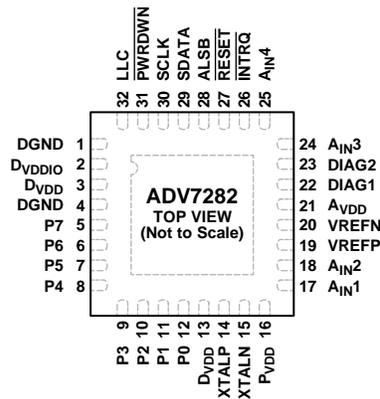 32 LLC
31 PWRDWN
30 SCLK
29 SDATA
28 ALSB
27 RESET
26 INTRQ
25 AIN4
DGND 1
DVDDIO 2
DVDD 3
DGND 4
P7 5
P6 6
P5 7
P4 8
ADV7282
TOP VIEW
(Not to Scale)
24 AIN3
23 DIAG2
22 DIAG1
21 AVDD
20 VREFN
19 VREFP
18 AIN2
17 AIN1
P3 9
P2 10
P1 11
P0 12
DVDD 13
XTALP 14
XTALN 15
PVDD 16